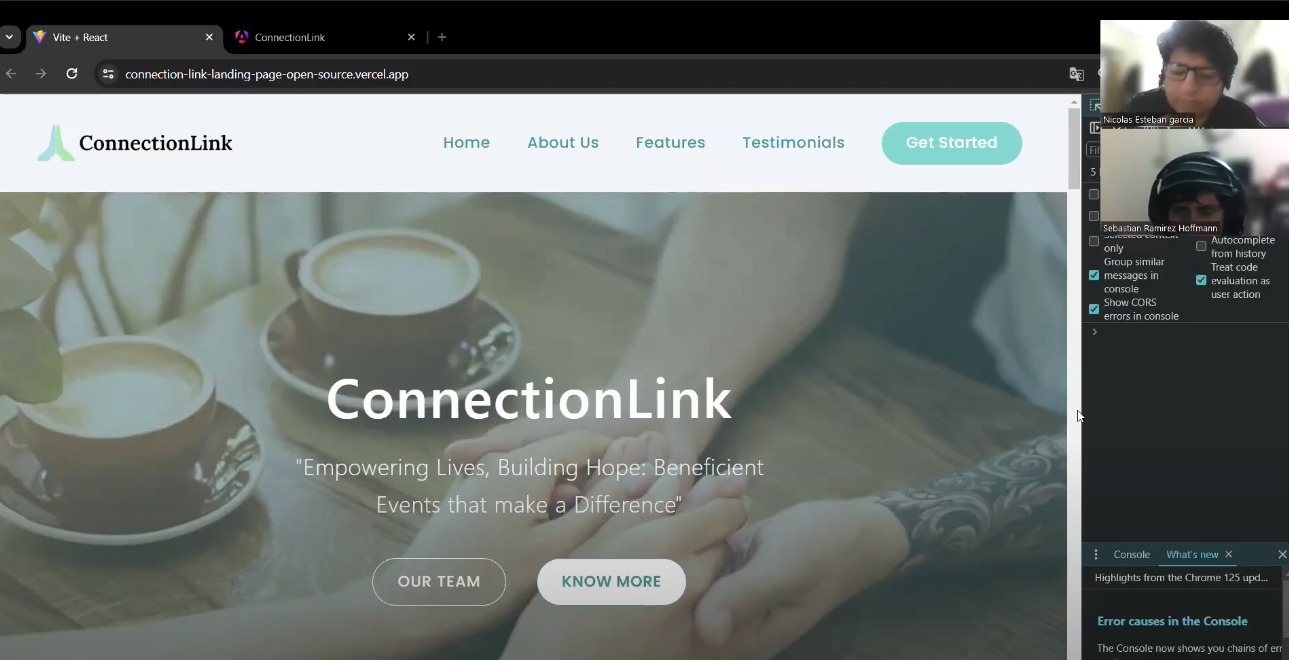 Vite + React
ConnectionLink
connection-link-landing-page-open-source.vercel.app
Nicolas Esteban garcia
Sebastian Ramirez Hoffmann
ConnectionLink
Home
About Us
Features
Testimonials
Get Started
ConnectionLink
"Empowering Lives, Building Hope: Beneficient
Events that make a Difference"
OUR TEAM
KNOW MORE
5
only
Group similar
messages in
console
Show CORS
errors in console
Autocomplete
from history
Treat code
evaluation as
user action
Console
What's new
Highlights from the Chrome 125 upd...
Error causes in the Console
The Console now shows you chains of err